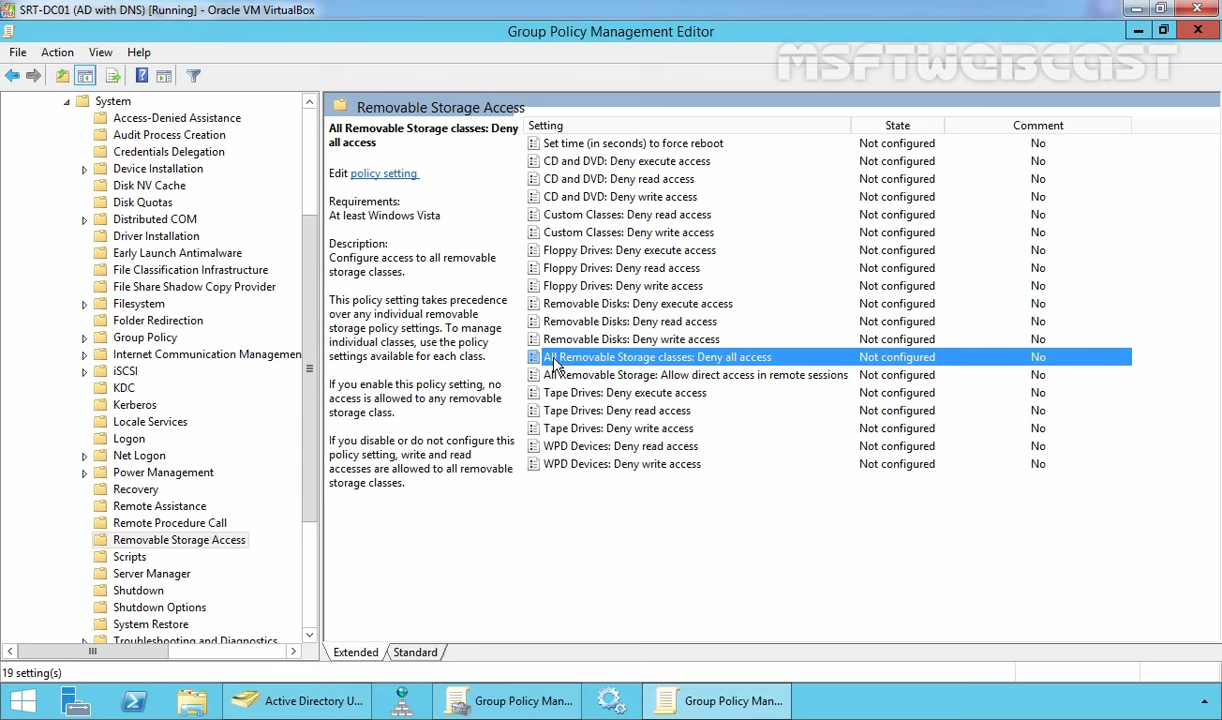 SRT-DC01 (AD with DNS) [Running] - Oracle VM VirtualBox
Group Policy Management Editor
MSFTWEBCAST
File Action View Help
System
Access-Denied Assistance
Audit Process Creation
Credentials Delegation
Device Installation
Disk NV Cache
Disk Quotas
Distributed COM
Driver Installation
Early Launch Antimalware
File Classification Infrastructure
File Share Shadow Copy Provider
Filesystem
Folder Redirection
Group Policy
Internet Communication Managemen
iSCSI
KDC
Kerberos
Locale Services
Logon
Net Logon
Power Management
Recovery
Remote Assistance
Remote Procedure Call
Removable Storage Access
Scripts
Server Manager
Shutdown
Shutdown Options
System Restore
Troubleshooting and Diagnostics
Removable Storage Access
All Removable Storage classes: Deny
all access
Edit policy setting
Requirements:
At least Windows Vista
Description:
Configure access to all removable
storage classes.
This policy setting takes precedence
over any individual removable
storage policy settings. To manage
individual classes, use the policy
settings available for each class.
If you enable this policy setting, no
access is allowed to any removable
storage class.
If you disable or do not configure this
policy setting, write and read
accesses are allowed to all removable
storage classes.
Setting State Comment
Set time (in seconds) to force reboot Not configured No
CD and DVD: Deny execute access Not configured No
CD and DVD: Deny read access Not configured No
CD and DVD: Deny write access Not configured No
Custom Classes: Deny read access Not configured No
Custom Classes: Deny write access Not configured No
Floppy Drives: Deny execute access Not configured No
Floppy Drives: Deny read access Not configured No
Floppy Drives: Deny write access Not configured No
Removable Disks: Deny execute access Not configured No
Removable Disks: Deny read access Not configured No
Removable Disks: Deny write access Not configured No
All Removable Storage classes: Deny all access Not configured No
All Removable Storage: Allow direct access in remote sessions Not configured No
Tape Drives: Deny execute access Not configured No
Tape Drives: Deny read access Not configured No
Tape Drives: Deny write access Not configured No
WPD Devices: Deny read access Not configured No
WPD Devices: Deny write access Not configured No
Extended Standard
19 setting(s)
Active Directory U... Group Policy Man... Group Policy Man...